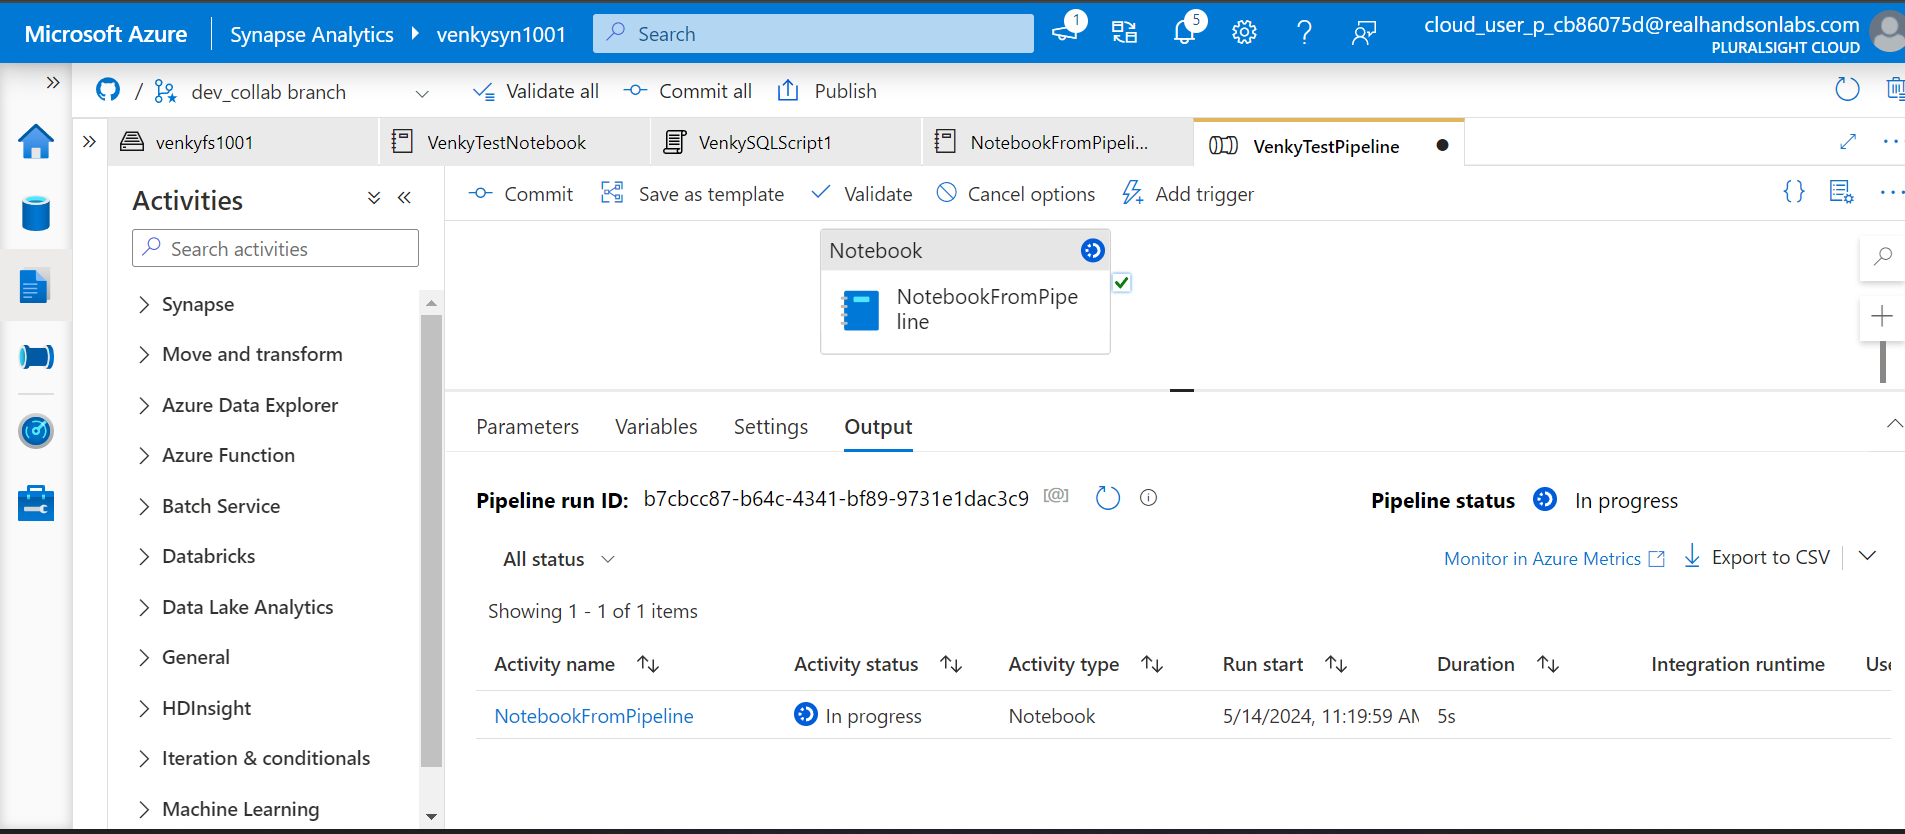 Microsoft Azure
Synapse Analytics
venkysyn1001
Search
1
5
cloud_user_p_cb86075d@realhandsonlabs.com
PLURALSIGHT CLOUD
/
dev_collab branch
Validate all
Commit all
Publish
venkyfs1001
VenkyTestNotebook
VenkySQLScript1
NotebookFromPipeli...
VenkyTestPipeline
Activities
Search activities
Synapse
Move and transform
Azure Data Explorer
Azure Function
Batch Service
Databricks
Data Lake Analytics
General
HDInsight
Iteration & conditionals
Machine Learning
Commit
Save as template
Validate
Cancel options
Add trigger
{}
Notebook
NotebookFromPipe
line
Parameters
Variables
Settings
Output
Pipeline run ID: b7cbcc87-b64c-4341-bf89-9731e1dac3c9 [@]
Pipeline status
In progress
All status
Monitor in Azure Metrics
Export to CSV
Showing 1 - 1 of 1 items
Activity name
Activity status
Activity type
Run start
Duration
Integration runtime
Use
NotebookFromPipeline
In progress
Notebook
5/14/2024, 11:19:59 AM
5s